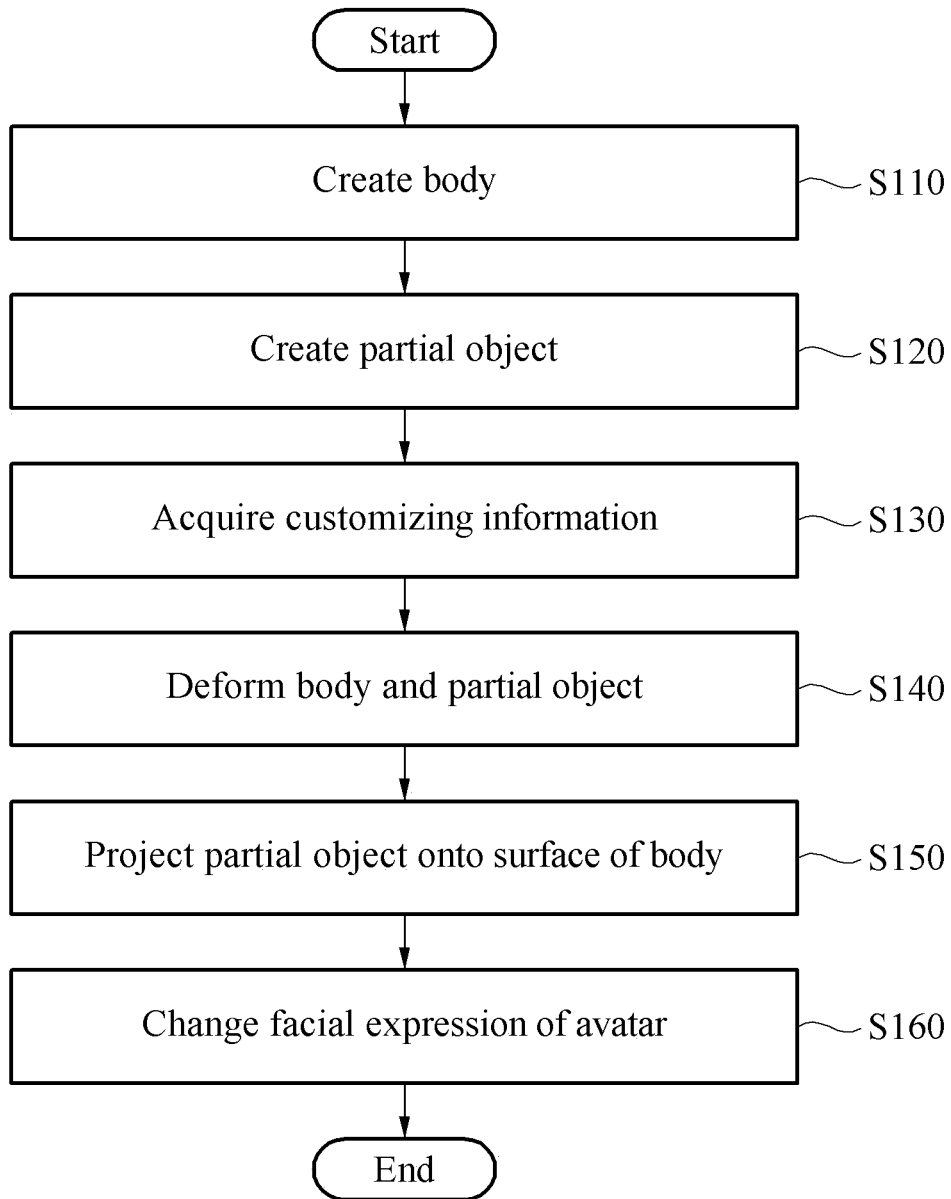 Start
Create body
S110
Create partial object
S120
Acquire customizing information
S130
Deform body and partial object
S140
Project partial object onto surface of body
S150
Change facial expression of avatar
S160
End